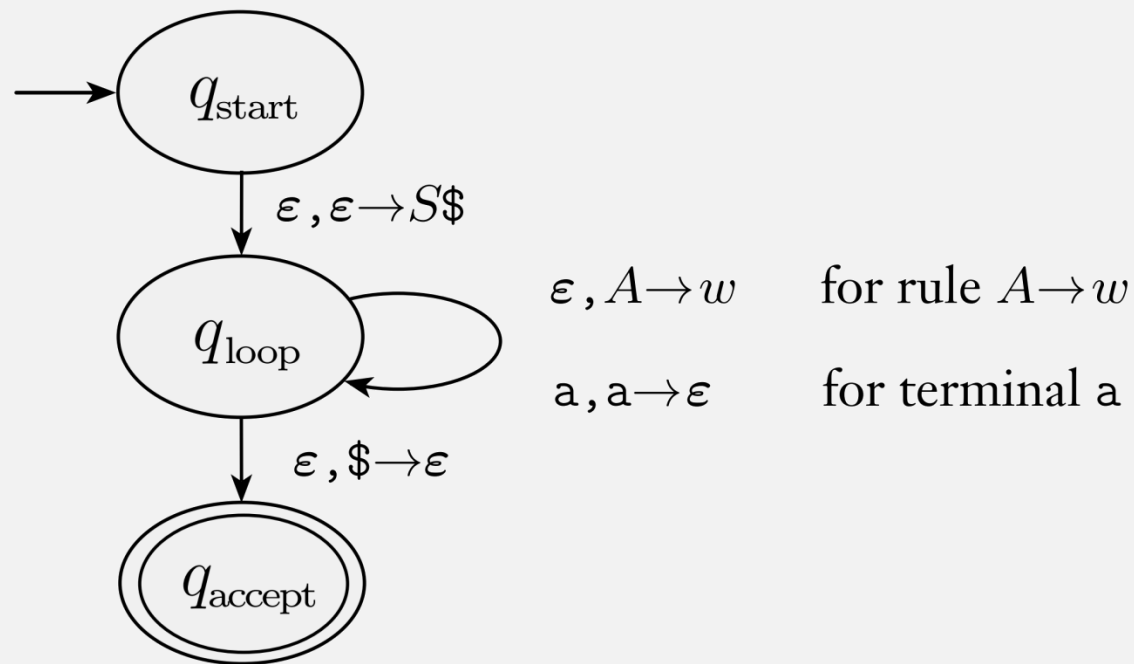 q_start
ε,ε→S$
ε,A→w for rule A→w
q_loop
a,a→ε for terminal a
ε,$→ε
q_accept